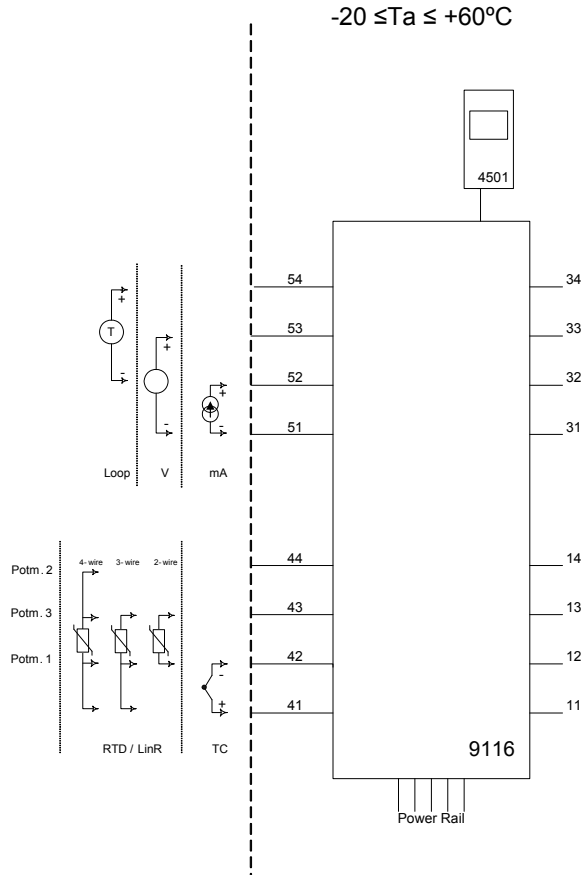 -20 ≤Ta ≤ +60ºC
4501
54
34
+
T
53
33
+
-
52
32
+
51
31
-
-
Loop
V
mA
44
14
4-wire
3-wire
2-wire
Potm. 2
43
13
Potm. 3
42
12
Potm. 1
-
+
41
11
RTD / LinR
TC
9116
Power Rail